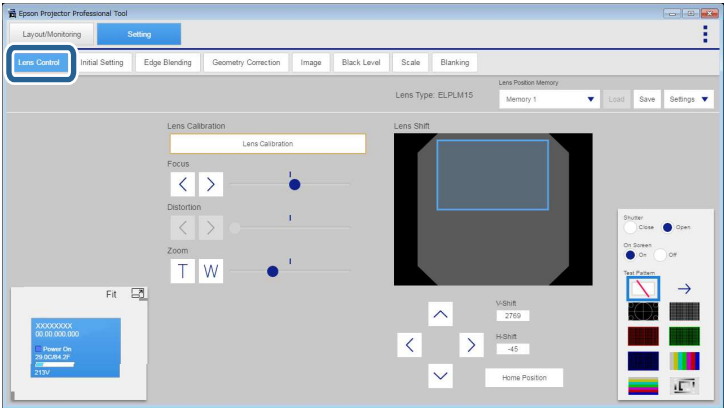 Epson Projector Professional Tool
Layout/Monitoring
Setting
Lens Control
Initial Setting
Edge Blending
Geometry Correction
Image
Black Level
Scale
Blanking
Lens Type: ELPLM15
Lens Position Memory
Memory 1
Load
Save
Settings
Lens Calibration
Lens Calibration
Focus
Distortion
Zoom
T
W
Lens Shift
V-Shift
2769
H-Shift
-45
Home Position
Shutter
Close
Open
On Screen
On
Off
Test Pattern
Fit
XXXXXXXX
00.00.000.000
Power On
29.0C/84.2F
213V